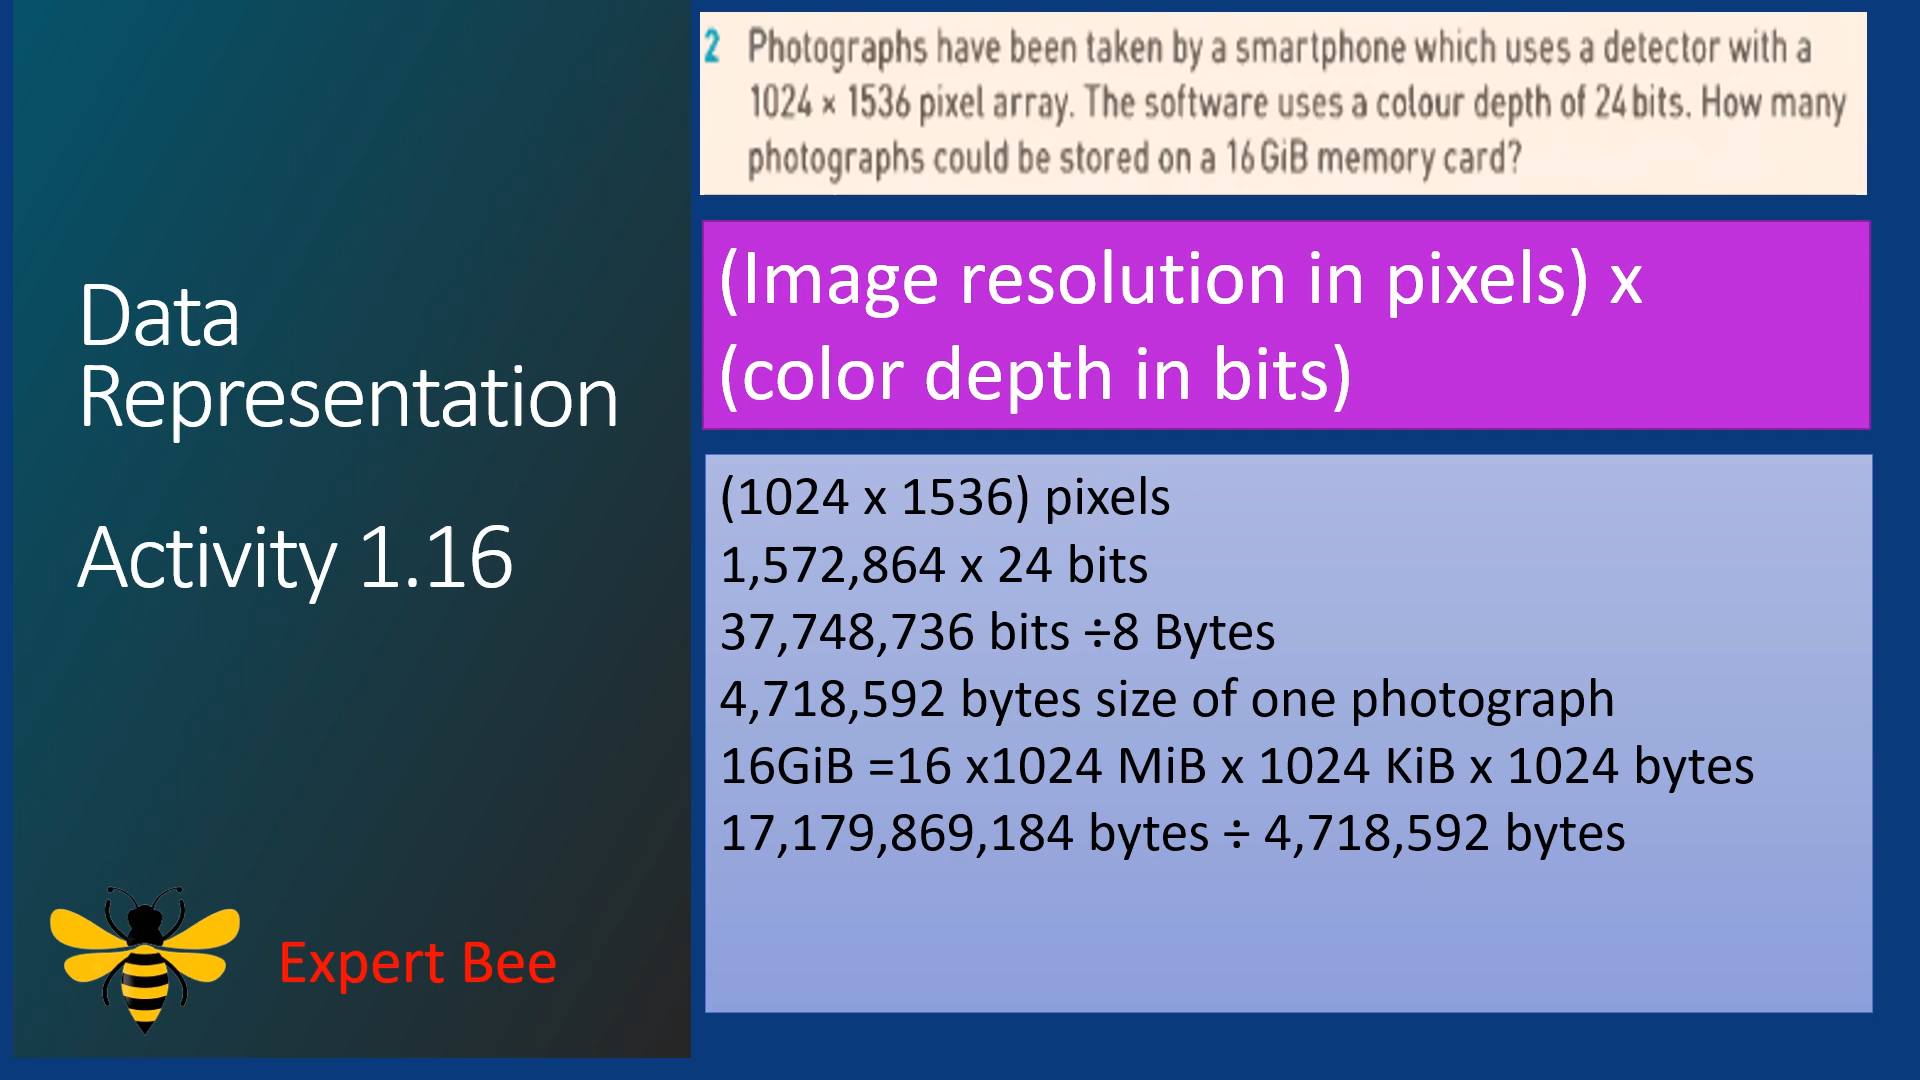 Data
Representation
Activity 1.16
Expert Bee
2 Photographs have been taken by a smartphone which uses a detector with a
1024 × 1536 pixel array. The software uses a colour depth of 24 bits. How many
photographs could be stored on a 16 GiB memory card?
(Image resolution in pixels) x
(color depth in bits)
(1024 x 1536) pixels
1,572,864 x 24 bits
37,748,736 bits ÷8 Bytes
4,718,592 bytes size of one photograph
16GiB =16 x1024 MiB x 1024 KiB x 1024 bytes
17,179,869,184 bytes ÷ 4,718,592 bytes